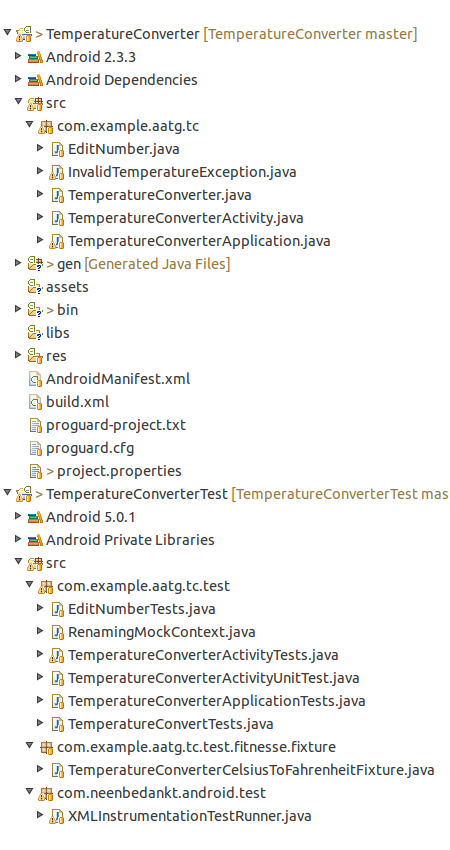 > TemperatureConverter [TemperatureConverter master]
Android 2.3.3
Android Dependencies
src
com.example.aatg.tc
EditNumber.java
InvalidTemperatureException.java
TemperatureConverter.java
TemperatureConverterActivity.java
TemperatureConverterApplication.java
> gen [Generated Java Files]
assets
> bin
libs
res
AndroidManifest.xml
build.xml
proguard-project.txt
proguard.cfg
> project.properties
> TemperatureConverterTest [TemperatureConverterTest mas
Android 5.0.1
Android Private Libraries
src
com.example.aatg.tc.test
EditNumberTests.java
RenamingMockContext.java
TemperatureConverterActivityTests.java
TemperatureConverterActivityUnitTest.java
TemperatureConverterApplicationTests.java
TemperatureConvertTests.java
com.example.aatg.tc.test.fitnesse.fixture
TemperatureConverterCelsiusToFahrenheitFixture.java
com.neenbedankt.android.test
XMLInstrumentationTestRunner.java